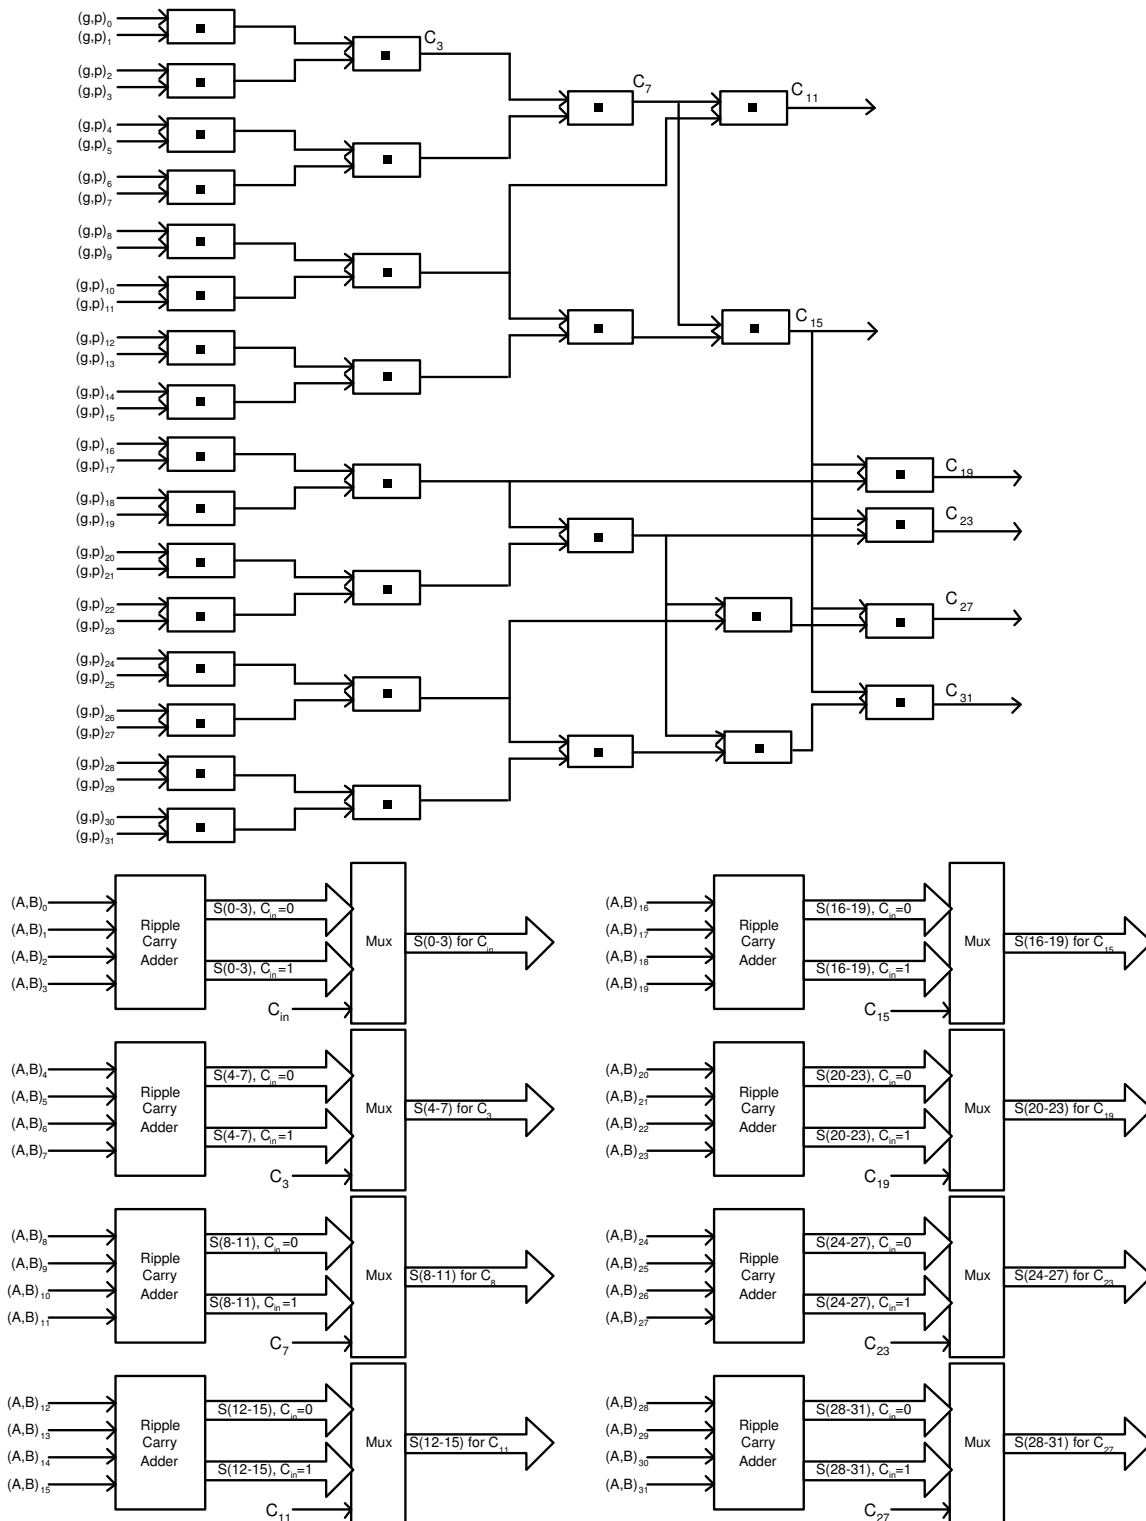 (g,p)0
(g,p)1
C3
(g,p)2
(g,p)3
C7
C11
(g,p)4
(g,p)5
(g,p)6
(g,p)7
(g,p)8
(g,p)9
(g,p)10
(g,p)11
C15
(g,p)12
(g,p)13
(g,p)14
(g,p)15
(g,p)16
(g,p)17
C19
(g,p)18
(g,p)19
C23
(g,p)20
(g,p)21
(g,p)22
(g,p)23
C27
(g,p)24
(g,p)25
C31
(g,p)26
(g,p)27
(g,p)28
(g,p)29
(g,p)30
(g,p)31
(A,B)0
(A,B)1
(A,B)2
(A,B)3
Ripple
Carry
Adder
S(0-3), Cin=0
S(0-3), Cin=1
Cin
Mux
S(0-3) for Cin
(A,B)16
(A,B)17
(A,B)18
(A,B)19
Ripple
Carry
Adder
S(16-19), Cin=0
S(16-19), Cin=1
C15
Mux
S(16-19) for C15
(A,B)4
(A,B)5
(A,B)6
(A,B)7
Ripple
Carry
Adder
S(4-7), Cin=0
S(4-7), Cin=1
C3
Mux
S(4-7) for C3
(A,B)20
(A,B)21
(A,B)22
(A,B)23
Ripple
Carry
Adder
S(20-23), Cin=0
S(20-23), Cin=1
C19
Mux
S(20-23) for C19
(A,B)8
(A,B)9
(A,B)10
(A,B)11
Ripple
Carry
Adder
S(8-11), Cin=0
S(8-11), Cin=1
C7
Mux
S(8-11) for C8
(A,B)24
(A,B)25
(A,B)26
(A,B)27
Ripple
Carry
Adder
S(24-27), Cin=0
S(24-27), Cin=1
C23
Mux
S(24-27) for C23
(A,B)12
(A,B)13
(A,B)14
(A,B)15
Ripple
Carry
Adder
S(12-15), Cin=0
S(12-15), Cin=1
C11
Mux
S(12-15) for C11
(A,B)28
(A,B)29
(A,B)30
(A,B)31
Ripple
Carry
Adder
S(28-31), Cin=0
S(28-31), Cin=1
C27
Mux
S(28-31) for C27